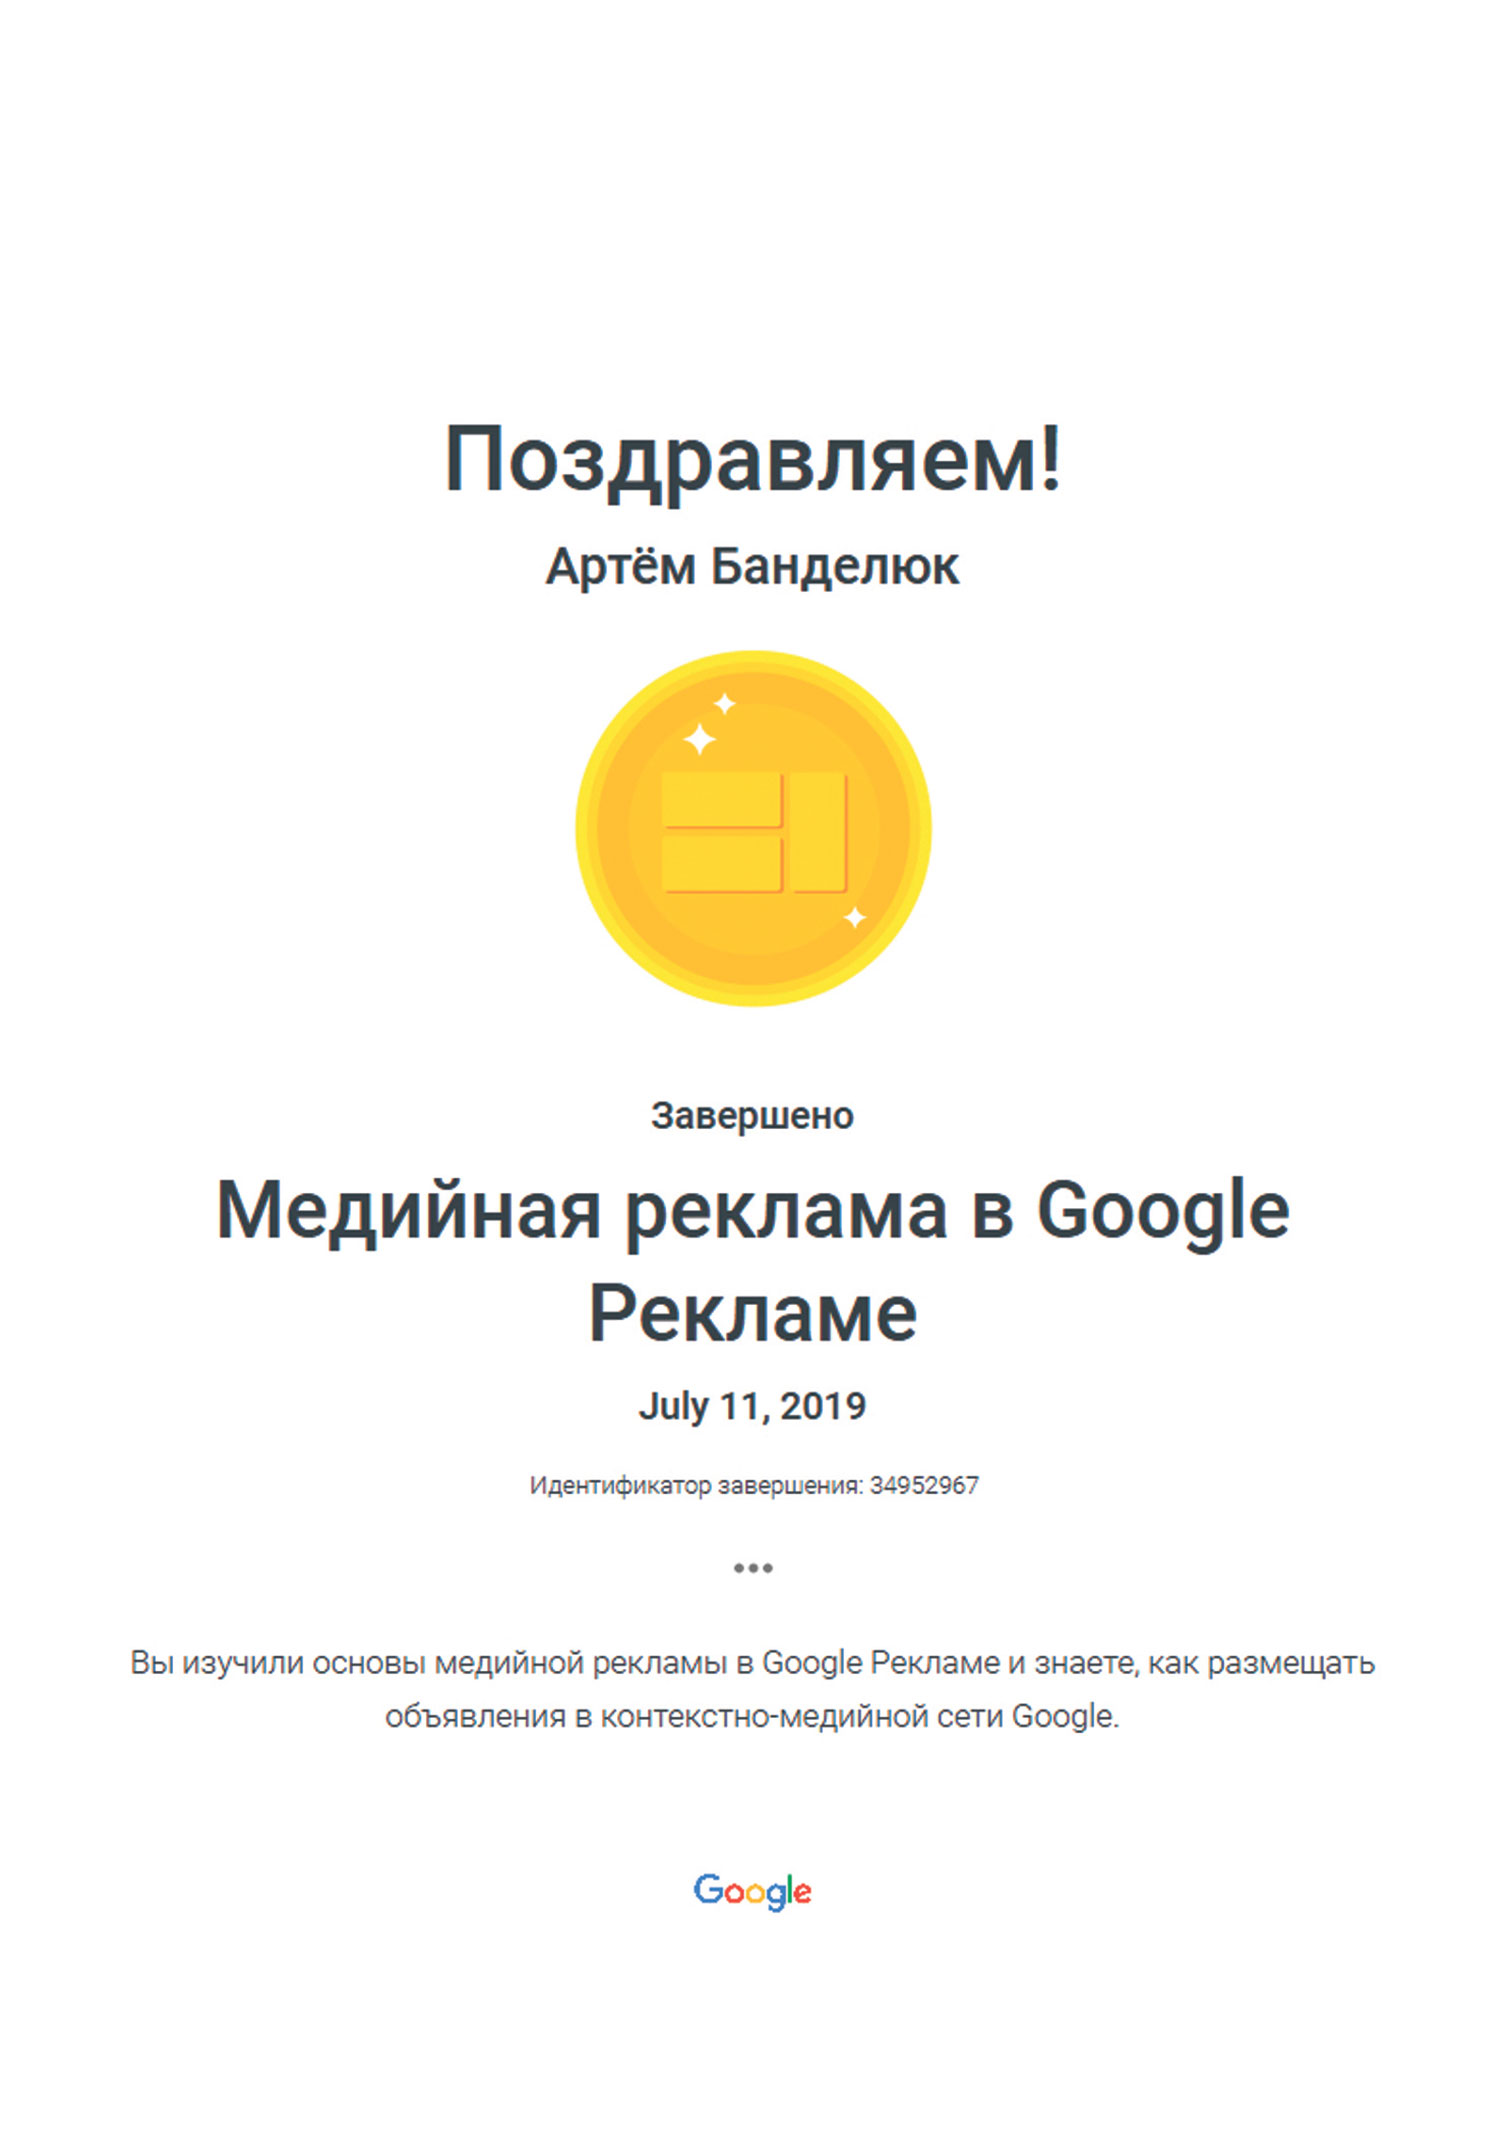 Поздравляем!
Артём Банделюк
Завершено
Медийная реклама в Google
Рекламе
July 11, 2019
Идентификатор завершения: 34952967
•••
Вы изучили основы медийной рекламы в Google Рекламе и знаете, как размещать
объявления в контекстно-медийной сети Google.
Google